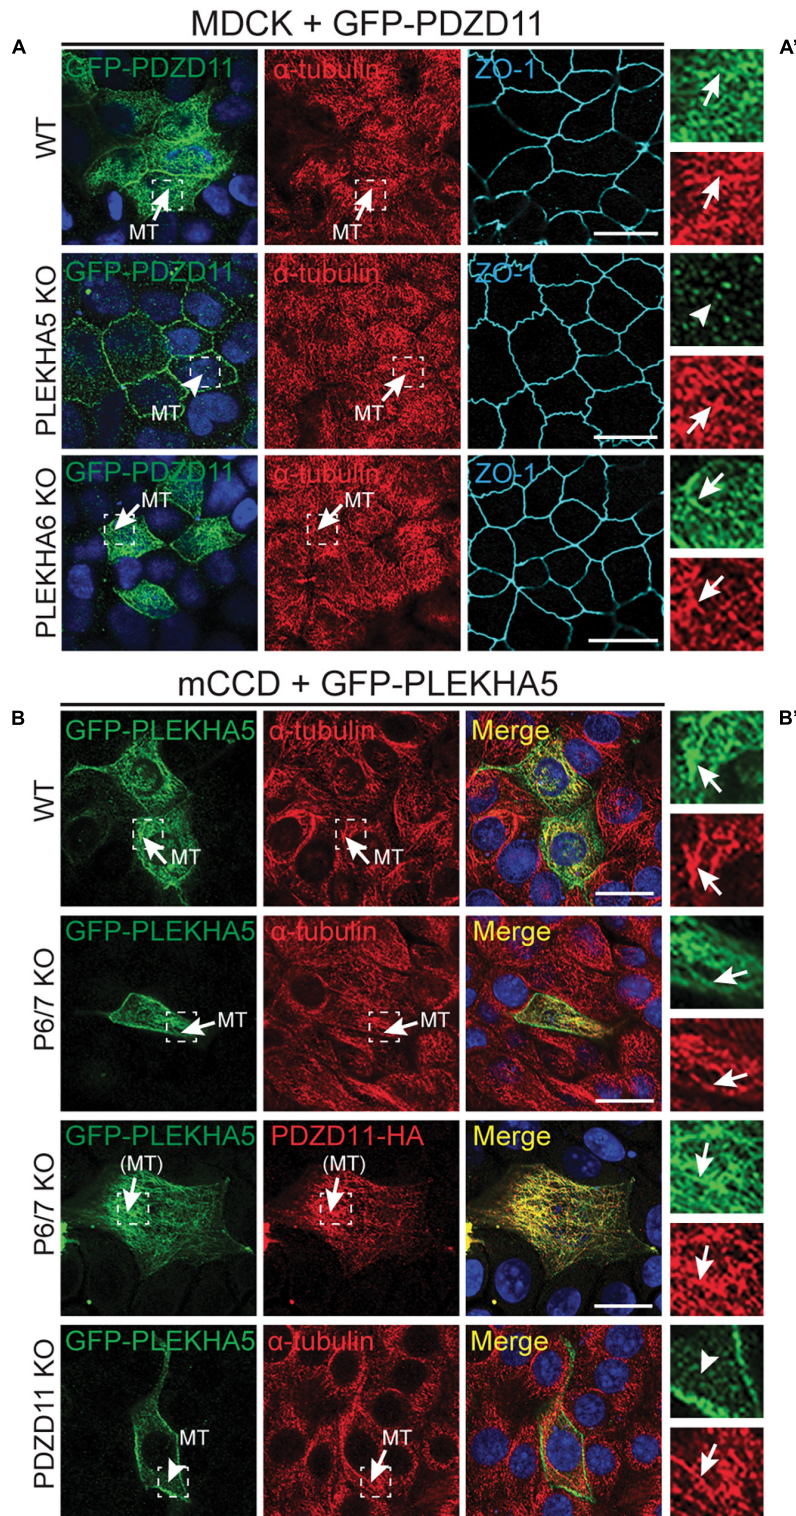 MDCK + GFP-PDZD11
A
A’
WT
GFP-PDZD11
α-tubulin
ZO-1
MT
MT
PLEKHA5 KO
GFP-PDZD11
α-tubulin
ZO-1
MT
MT
PLEKHA6 KO
GFP-PDZD11
α-tubulin
ZO-1
MT
MT
mCCD + GFP-PLEKHA5
B
B’
WT
GFP-PLEKHA5
α-tubulin
Merge
MT
MT
P6/7 KO
GFP-PLEKHA5
α-tubulin
Merge
MT
MT
P6/7 KO
GFP-PLEKHA5
PDZD11-HA
Merge
(MT)
(MT)
PDZD11 KO
GFP-PLEKHA5
α-tubulin
Merge
MT
MT